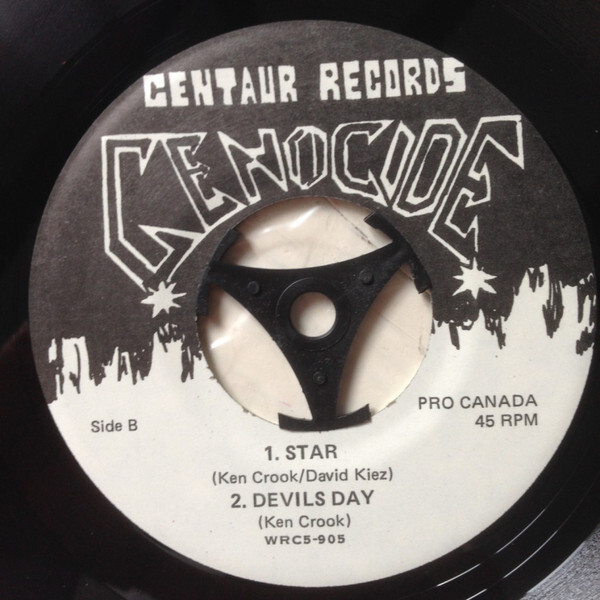 CENTAUR RECORDS
GENOCIDE
Side B
PRO CANADA
45 RPM
1. STAR
(Ken Crook/David Kiez)
2. DEVILS DAY
(Ken Crook)
WRC5-905